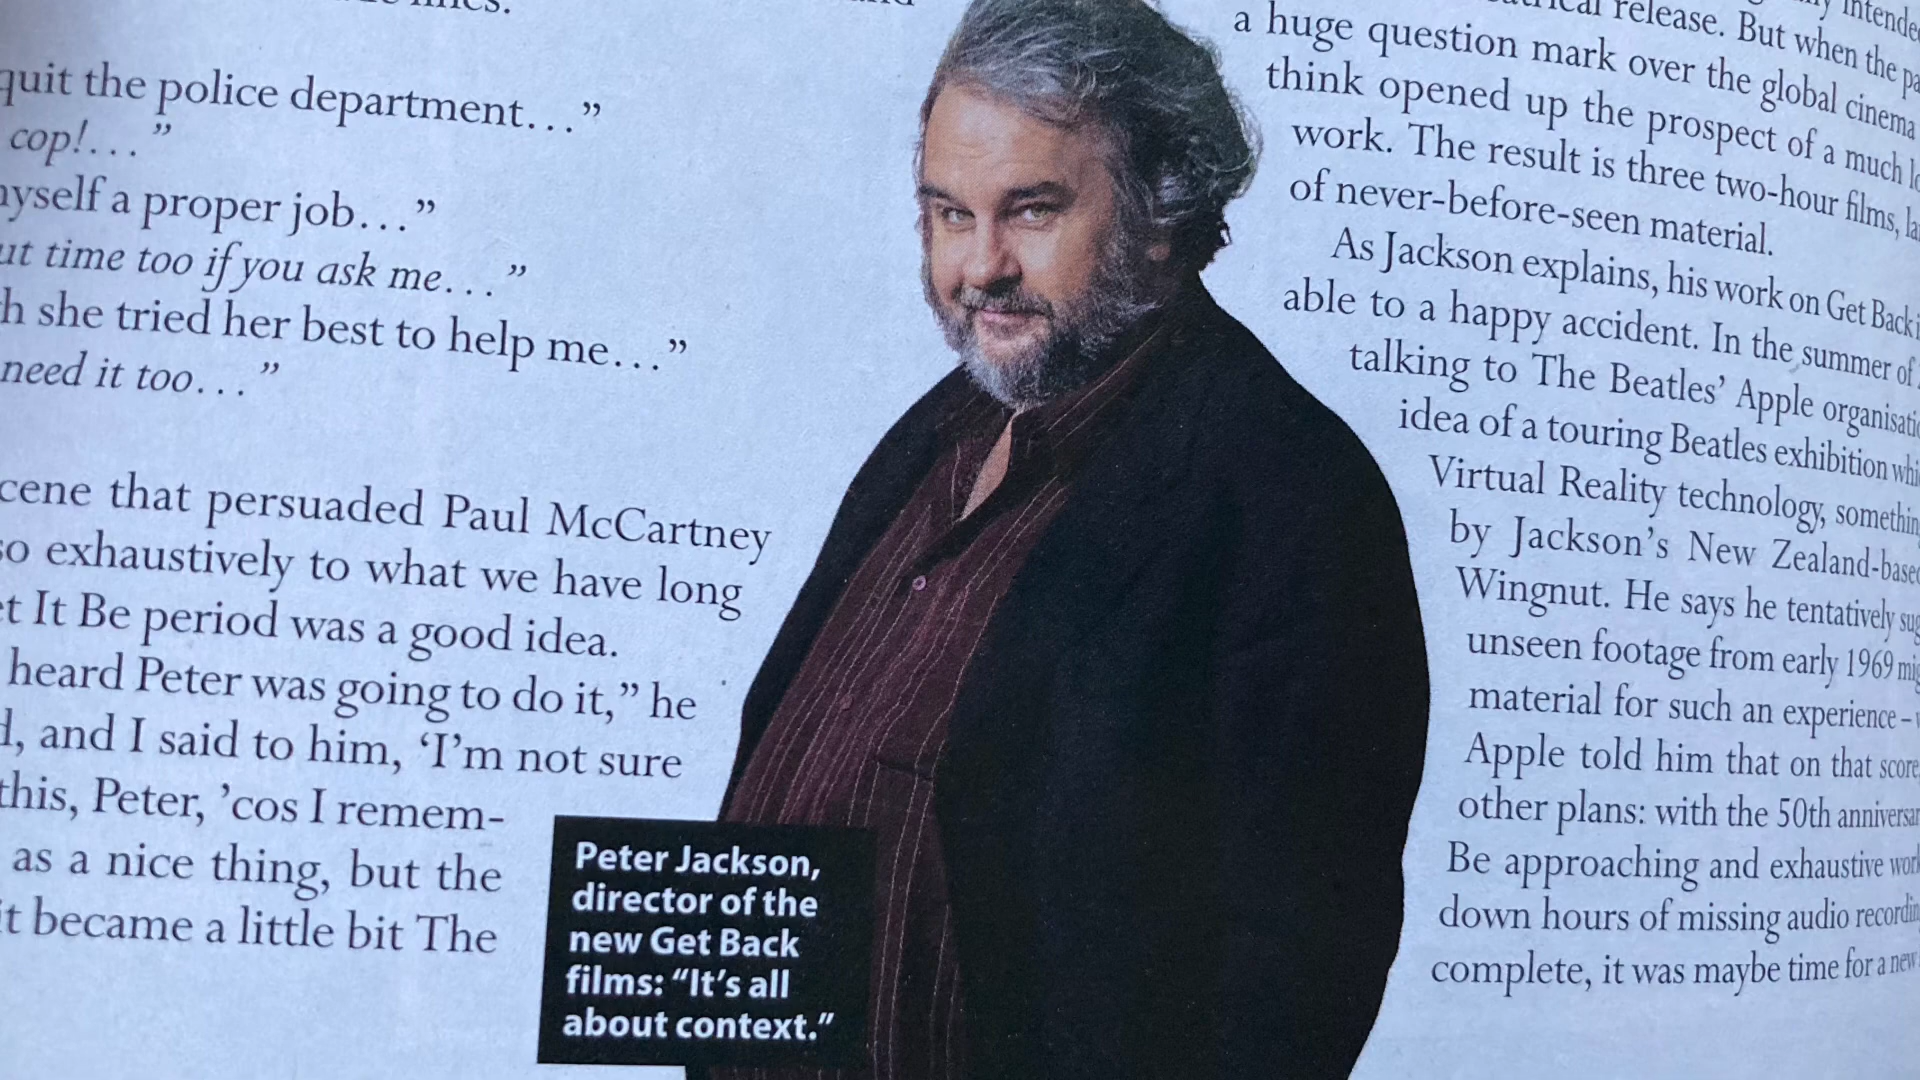 quit the police department…”
cop!…”
myself a proper job…”
time too if you ask me…”
she tried her best to help me…”
need it too…”
that persuaded Paul McCartney
so exhaustively to what we have long
It Be period was a good idea.
heard Peter was going to do it,” he
and I said to him, ‘I’m not sure
this, Peter, ’cos I remem-
as a nice thing, but the
it became a little bit The
Peter Jackson,
director of the
new Get Back
films: “It’s all
about context.”
release. But when the
a huge question mark over the global cinema
think opened up the prospect of a much
work. The result is three two-hour films,
of never-before-seen material.
As Jackson explains, his work on Get Back
able to a happy accident. In the summer of
talking to The Beatles’ Apple
idea of a touring Beatles exhibition
Virtual Reality technology,
by Jackson’s New Zealand-based
Wingnut. He says he tentatively
unseen footage from early 1969
material for such an experience –
Apple told him that on that score
other plans: with the 50th
Be approaching and exhaustive
down hours of missing audio
complete, it was maybe time for a new